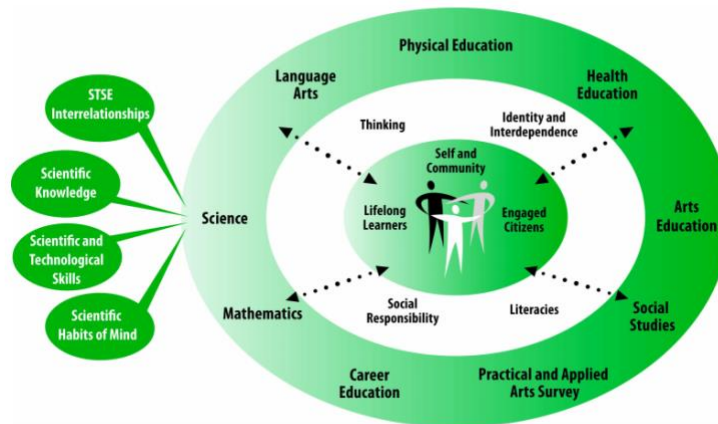 Physical Education
Language
Arts
Health
Education
STSE
Interrelationships
Thinking
Identity and
Interdependence
Self and
Community
Scientific
Knowledge
Science
Lifelong
Learners
Engaged
Citizens
Arts
Education
Scientific and
Technological
Skills
Scientific
Habits of Mind
Mathematics
Social
Responsibility
Literacies
Social
Studies
Career
Education
Practical and Applied
Arts Survey